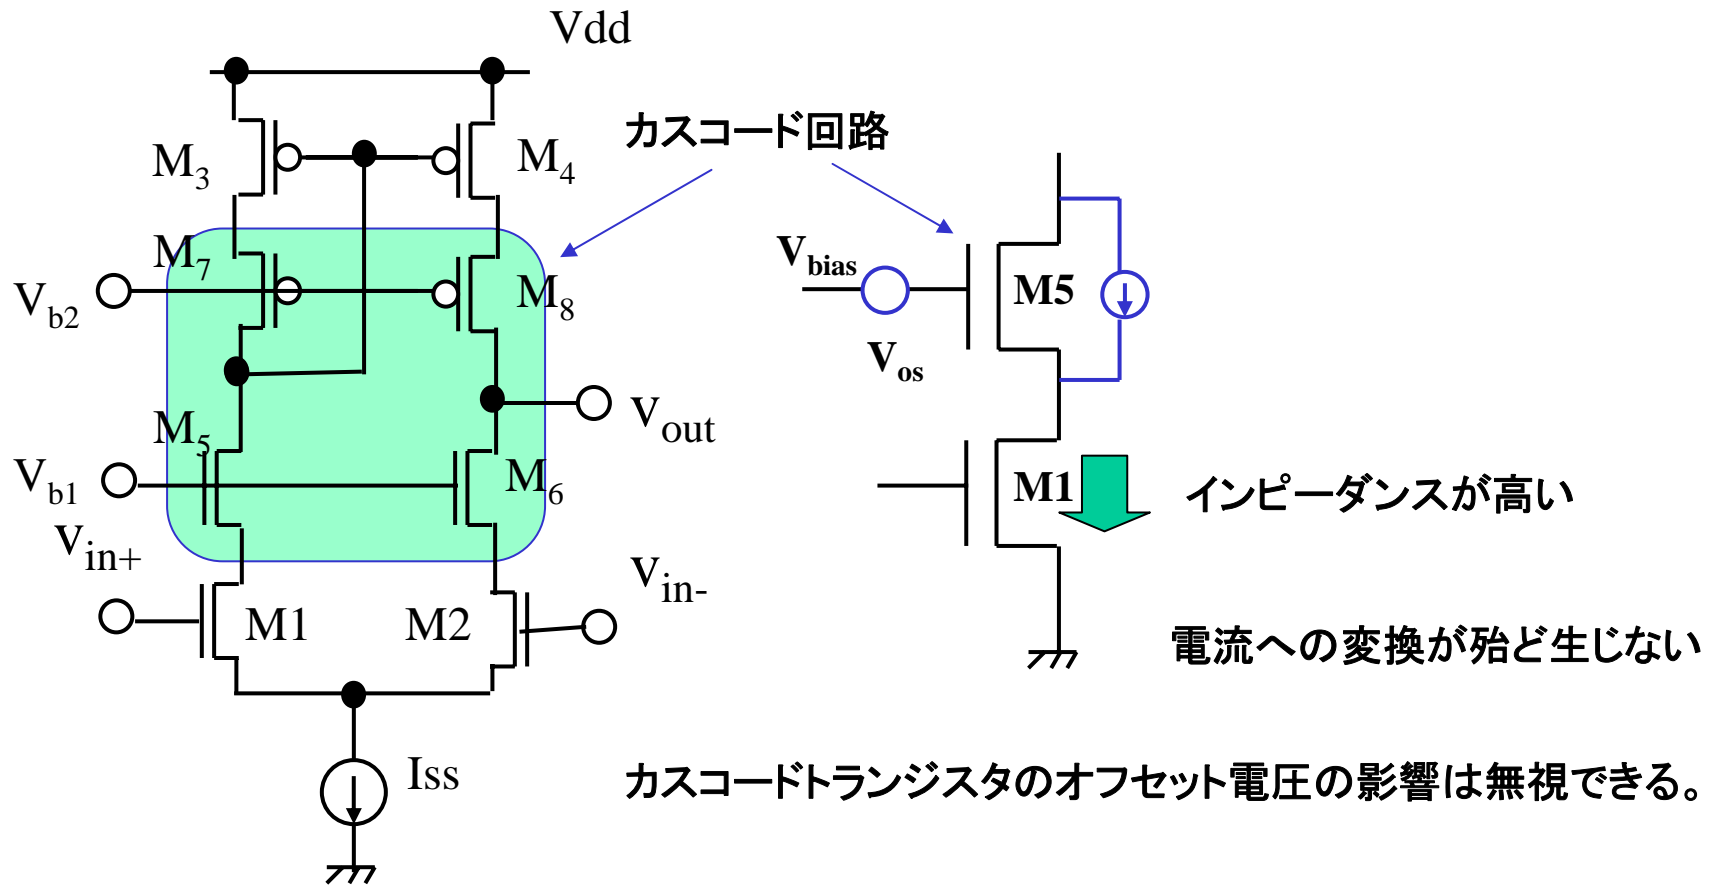 Vdd
カスコード回路
M3
M4
M7
M8
Vb2
Vbias
M5
Vos
M5
Vout
Vb1
M6
M1
インピーダンスが高い
Vin+
Vin-
M1
M2
電流への変換が殆ど生じない
Iss
カスコードトランジスタのオフセット電圧の影響は無視できる。